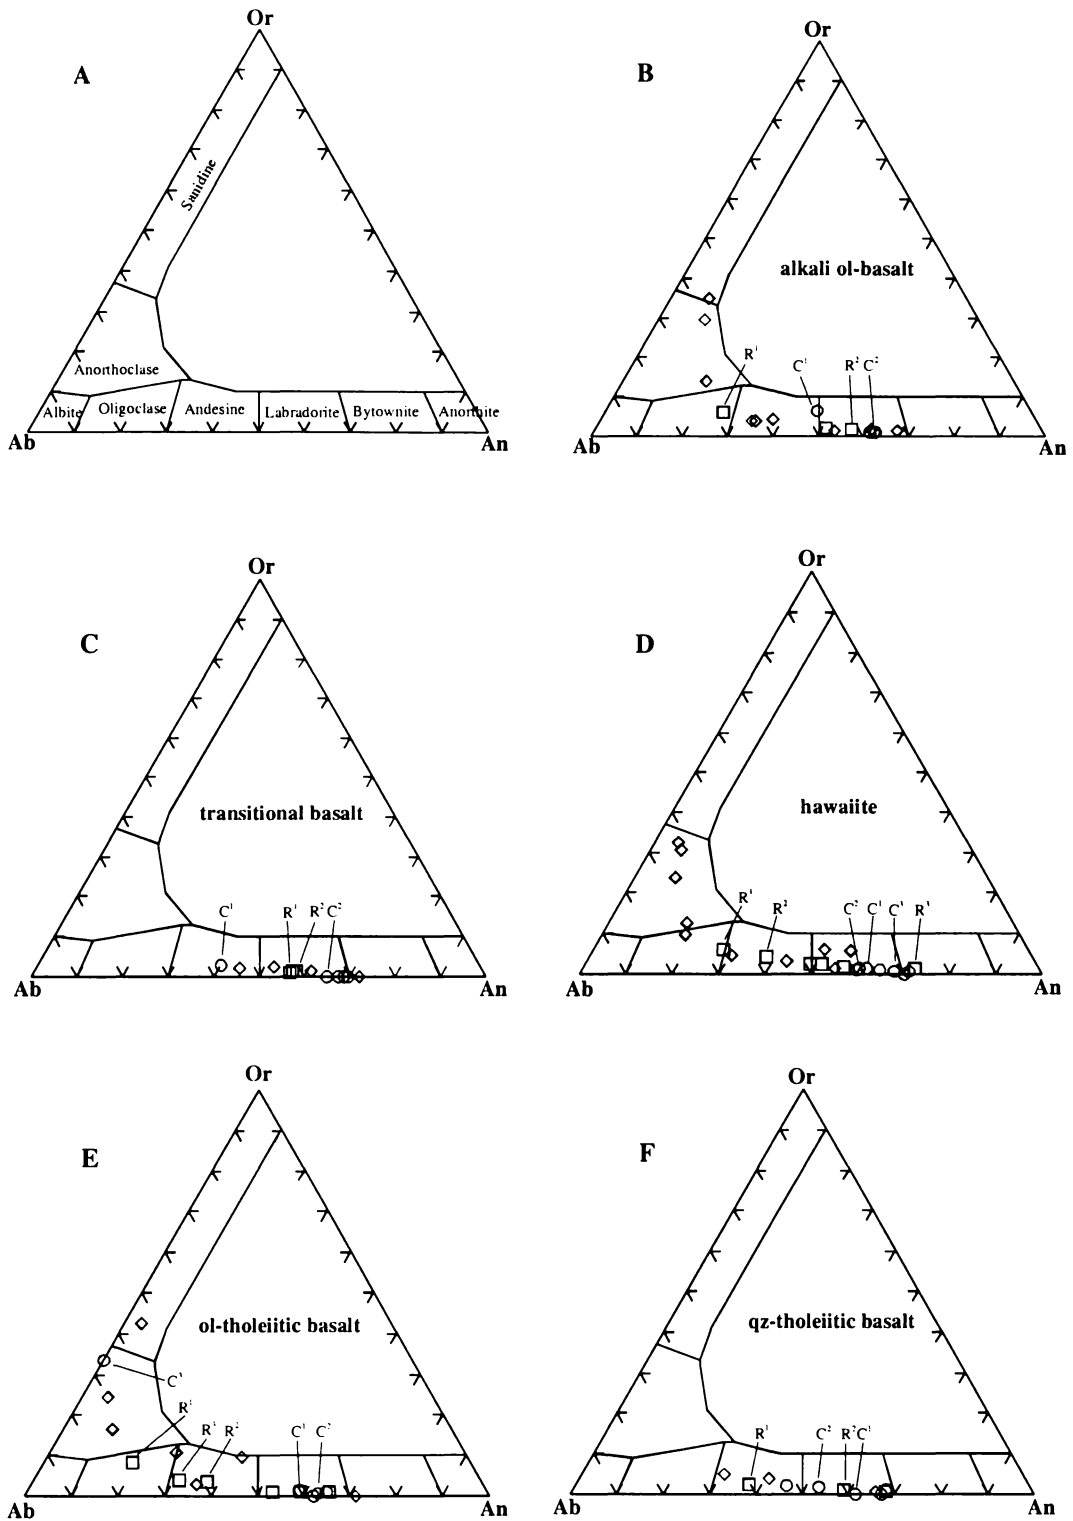 Or
A
Sanidine
Anorthoclase
Albite Oligoclase Andesine Labradorite Bytownite Anorthite
Ab An
Or
B
alkali ol-basalt
R¹ C¹ R² C²
Ab An
Or
C
transitional basalt
C¹ R¹ R² C²
Ab An
Or
D
hawaiite
R¹ R² C² C¹ C¹ R¹
Ab An
Or
E
ol-tholeiitic basalt
C¹
R¹
R¹ R² C¹ C²
Ab An
Or
F
qz-tholeiitic basalt
R¹ C² R² C¹
Ab An